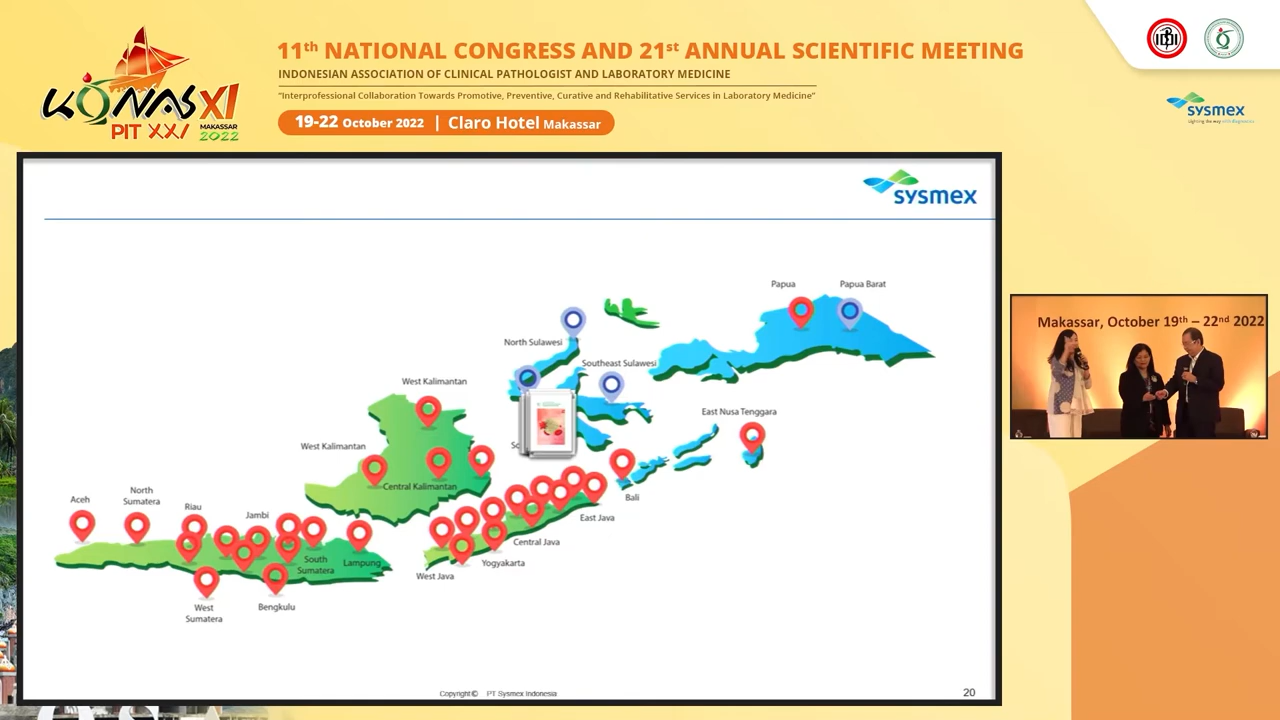 11th NATIONAL CONGRESS AND 21st ANNUAL SCIENTIFIC MEETING
INDONESIAN ASSOCIATION OF CLINICAL PATHOLOGIST AND LABORATORY MEDICINE
"Interprofessional Collaboration Towards Promotive, Preventive, Curative and Rehabilitative Services in Laboratory Medicine"
19-22 October 2022 | Claro Hotel Makassar
KONAS XI
PIT XXI MAKASSAR 2022
sysmex
sysmex
Papua
Papua Barat
North Sulawesi
Southeast Sulawesi
West Kalimantan
East Nusa Tenggara
West Kalimantan
So
Central Kalimantan
Bali
Aceh
North Sumatera
Riau
Jambi
East Java
Central Java
South Sumatera
Lampung
Yogyakarta
West Java
West Sumatera
Bengkulu
Makassar, October 19th – 22nd 2022
Copyright © PT Sysmex Indonesia
20